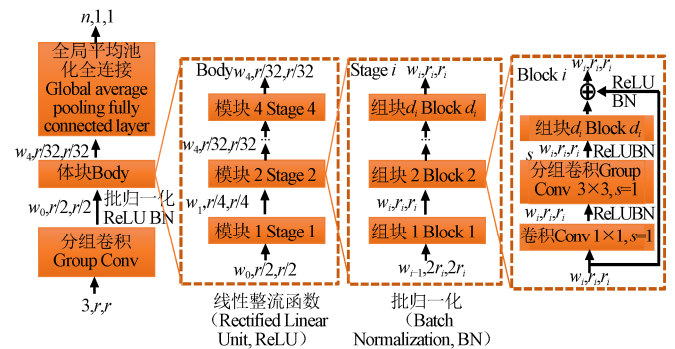 n,1,1
全局平均池
化全连接
Global average
pooling fully
connected layer
w4,r/32,r/32
体块Body
w0,r/2,r/2
批归一化
ReLU BN
分组卷积
Group Conv
3,r,r
Body w4,r/32,r/32
模块 4 Stage 4
...
w4,r/32,r/32
模块 2 Stage 2
w1,r/4,r/4
模块 1 Stage 1
w0,r/2,r/2
线性整流函数
(Rectified Linear
Unit, ReLU)
Stage i wi,ri,ri
组块di Block di
...
组块 2 Block 2
wi,ri,ri
组块 1 Block 1
wi-1,2ri,2ri
批归一化
(Batch
Normalization, BN)
Block i
wi,ri,ri
ReLU
BN
组块di Block di
s wi,ri,ri ReLUBN
分组卷积Group
Conv 3×3,s=1
wi,ri,ri ReLUBN
卷积Conv 1×1,s=1
wi,ri,ri